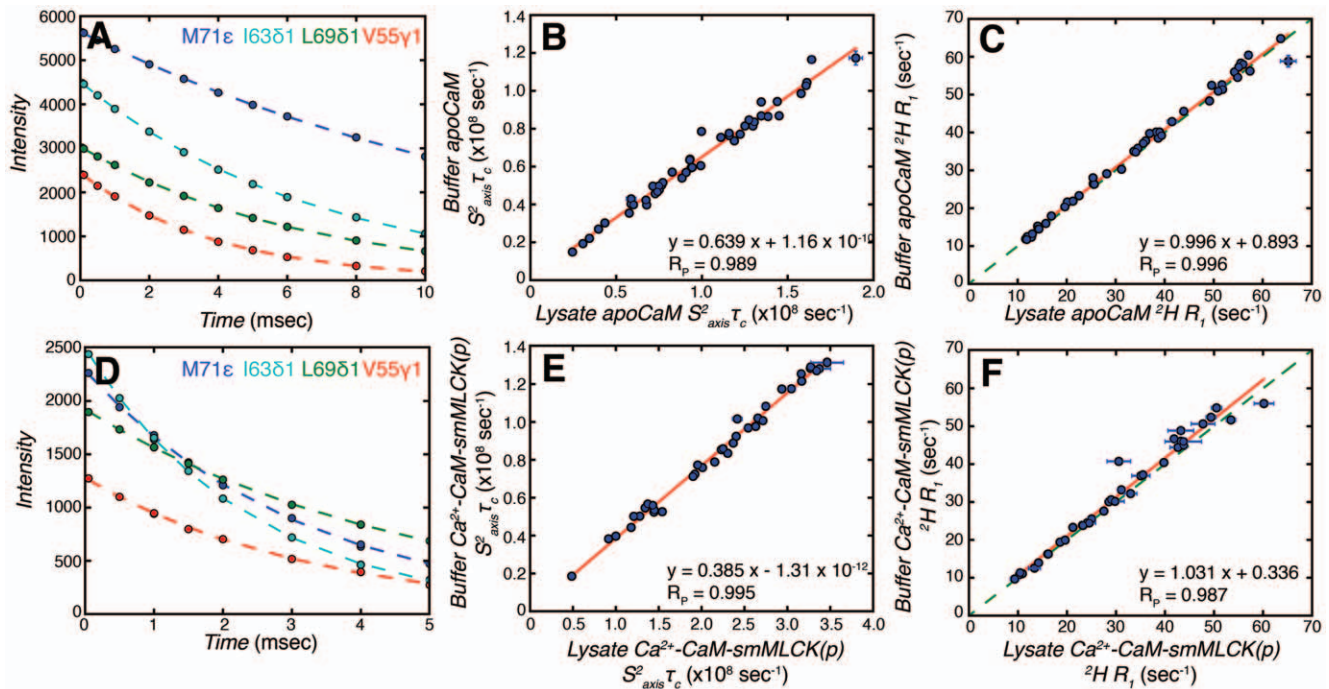 A
M71ε I63δ1 L69δ1 V55γ1
Intensity
6000
5000
4000
3000
2000
1000
0
0 2 4 6 8 10
Time (msec)
B
Buffer apoCaM
S²axis τc (x10⁸ sec⁻¹)
1.4
1.2
1.0
0.8
0.6
0.4
0.2
0
y = 0.639 x + 1.16 x 10⁻¹⁰
RP = 0.989
0 0.5 1.0 1.5 2.0
Lysate apoCaM S²axis τc (x10⁸ sec⁻¹)
C
Buffer apoCaM ²H R1 (sec⁻¹)
70
60
50
40
30
20
10
0
y = 0.996 x + 0.893
RP = 0.996
0 10 20 30 40 50 60 70
Lysate apoCaM ²H R1 (sec⁻¹)
D
M71ε I63δ1 L69δ1 V55γ1
Intensity
2500
2000
1500
1000
500
0
0 1 2 3 4 5
Time (msec)
E
Buffer Ca²⁺-CaM-smMLCK(p)
S²axis τc (x10⁸ sec⁻¹)
1.4
1.2
1.0
0.8
0.6
0.4
0.2
0
y = 0.385 x - 1.31 x 10⁻¹²
RP = 0.995
0 0.5 1.0 1.5 2.0 2.5 3.0 3.5 4.0
Lysate Ca²⁺-CaM-smMLCK(p)
S²axis τc (x10⁸ sec⁻¹)
F
Buffer Ca²⁺-CaM-smMLCK(p)
²H R1 (sec⁻¹)
70
60
50
40
30
20
10
0
y = 1.031 x + 0.336
RP = 0.987
0 10 20 30 40 50 60 70
Lysate Ca²⁺-CaM-smMLCK(p)
²H R1 (sec⁻¹)